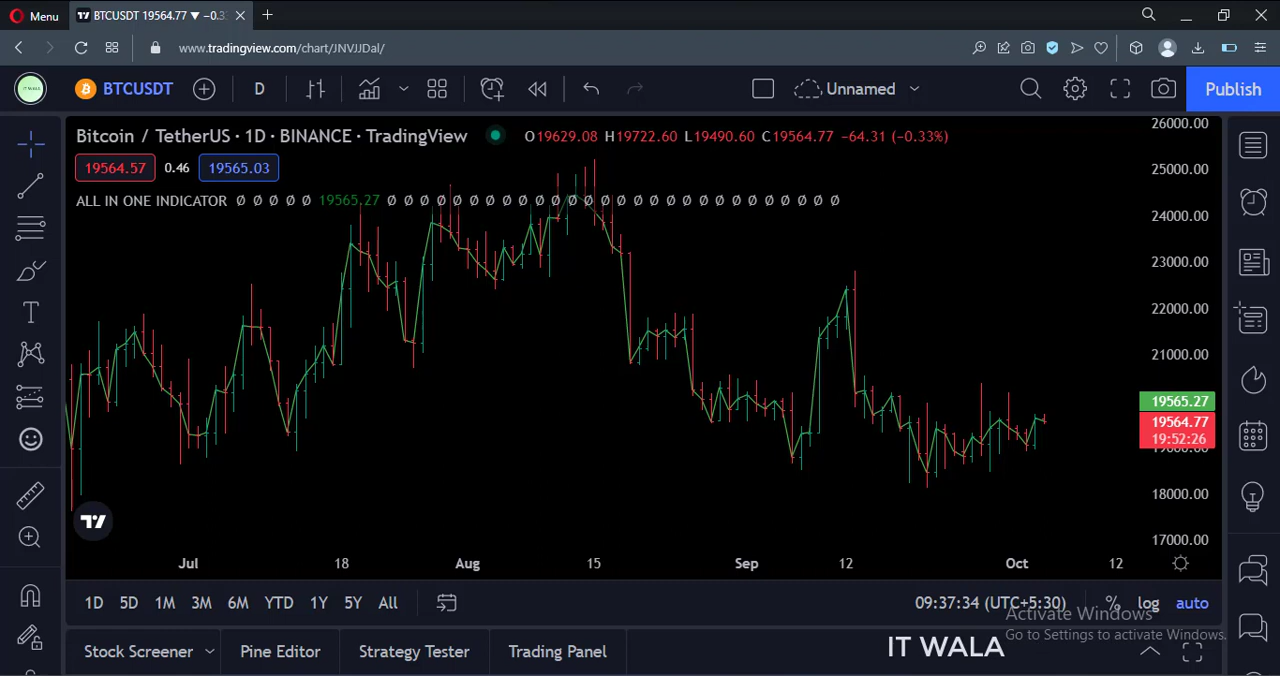 Menu
BTCUSDT 19564.77 ▼ −0.3
www.tradingview.com/chart/JNVJJDal/
IT WALA
BTCUSDT
D
Unnamed
Publish
Bitcoin / TetherUS · 1D · BINANCE · TradingView
O19629.08 H19722.60 L19490.60 C19564.77 −64.31 (−0.33%)
19564.57 0.46 19565.03
ALL IN ONE INDICATOR Ø Ø Ø Ø Ø 19565.27 Ø Ø Ø Ø Ø Ø Ø Ø Ø Ø Ø Ø Ø Ø Ø Ø Ø Ø Ø Ø Ø Ø Ø Ø Ø Ø Ø Ø
26000.00
25000.00
24000.00
23000.00
22000.00
21000.00
19565.27
19564.77
19:52:26
19000.00
18000.00
17000.00
Jul 18 Aug 15 Sep 12 Oct 12
1D 5D 1M 3M 6M YTD 1Y 5Y All
09:37:34 (UTC+5:30) % log auto
Activate Windows
Go to Settings to activate Windows.
Stock Screener Pine Editor Strategy Tester Trading Panel
IT WALA